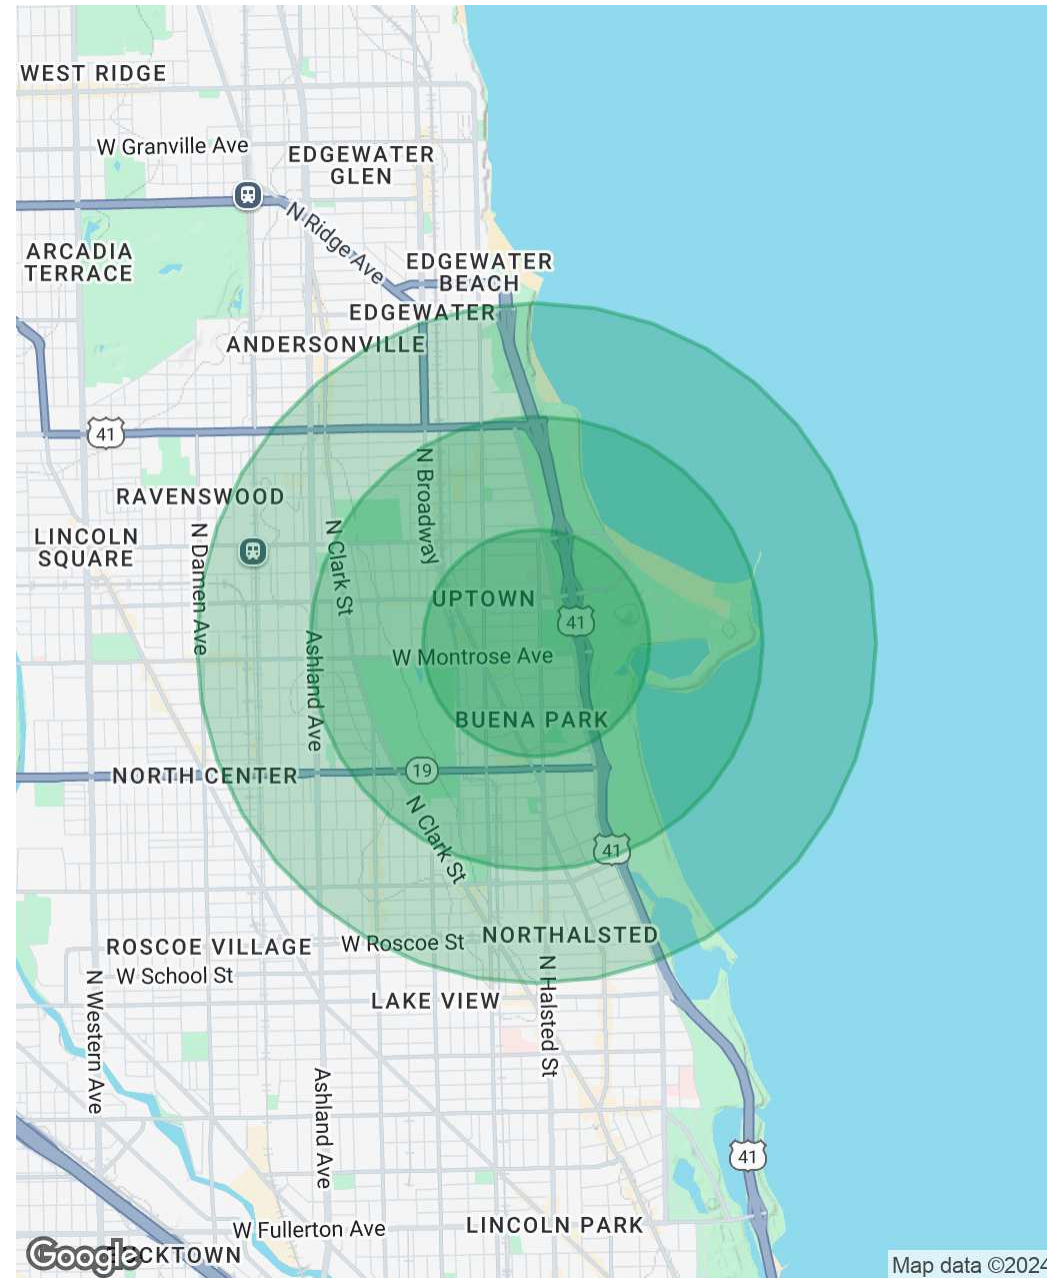 WEST RIDGE
W Granville Ave
EDGEWATER
GLEN
N Ridge Ave
ARCADIA
TERRACE
EDGEWATER
BEACH
EDGEWATER
ANDERSONVILLE
41
N Broadway
RAVENSWOOD
LINCOLN
SQUARE
N Damen Ave
N Clark St
UPTOWN
41
Ashland Ave
W Montrose Ave
BUENA PARK
19
NORTH CENTER
N Clark St
41
NORTHALSTED
W Roscoe St
ROSCOE VILLAGE
W School St
N Western Ave
N Halsted St
LAKE VIEW
Ashland Ave
41
LINCOLN PARK
W Fullerton Ave
Google
Map data ©2024